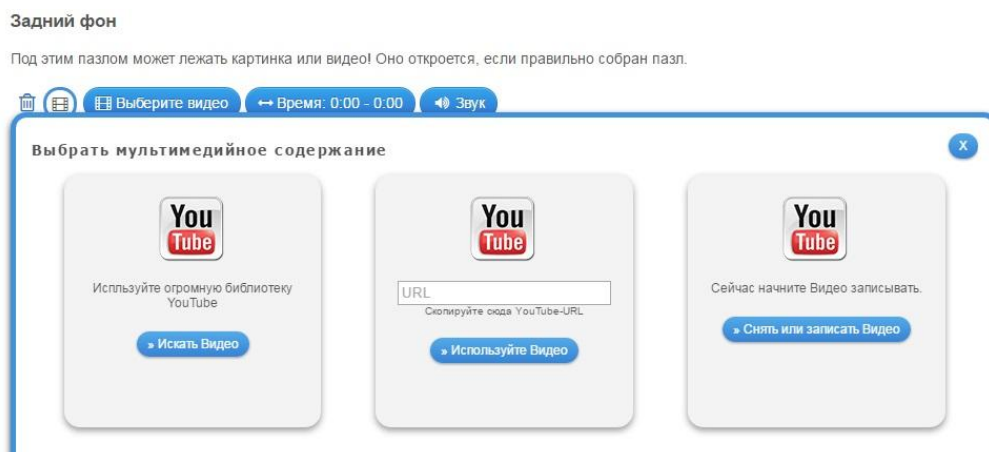 Задний фон
Под этим пазлом может лежать картинка или видео! Оно откроется, если правильно собран пазл.
Выберите видео
Время: 0:00 - 0:00
Звук
Выбрать мультимедийное содержание
X
You
Tube
Испльзуйте огромную библиотеку
YouTube
» Искать Видео
You
Tube
URL
Скопируйте сюда YouTube-URL
» Используйте Видео
You
Tube
Сейчас начните Видео записывать.
» Снять или записать Видео